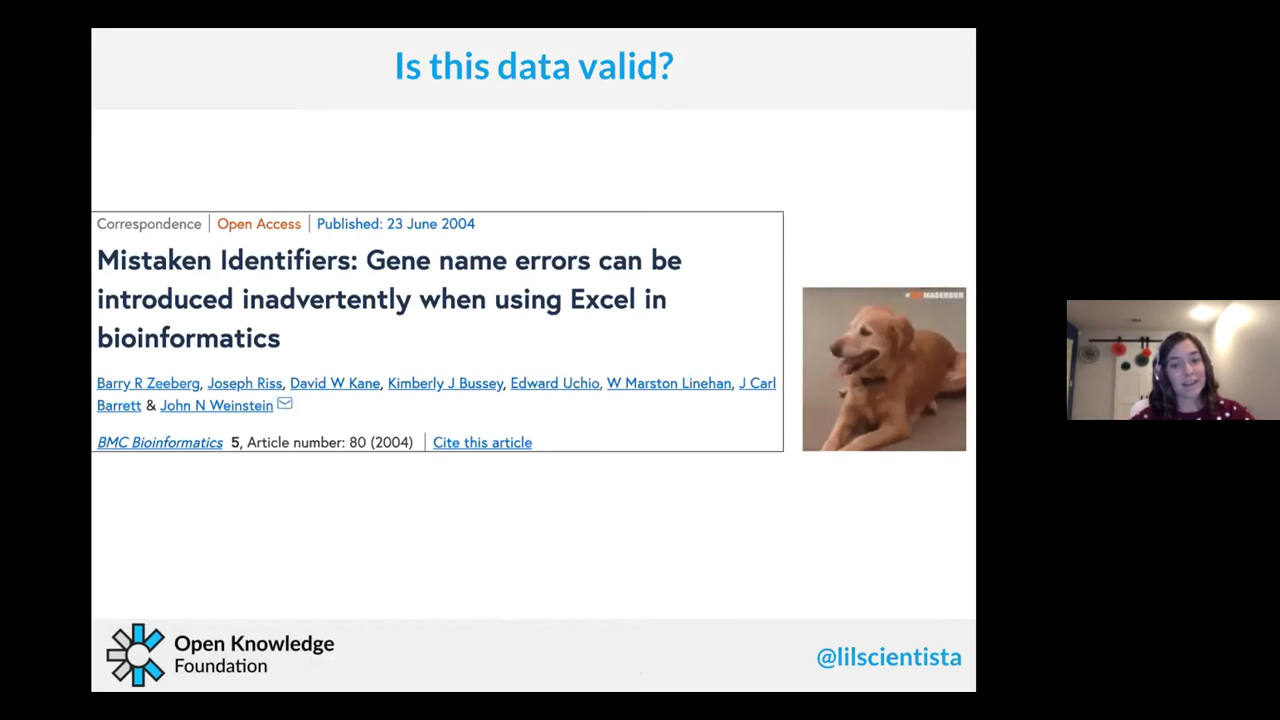 Is this data valid?
Correspondence | Open Access | Published: 23 June 2004
Mistaken Identifiers: Gene name errors can be
introduced inadvertently when using Excel in
bioinformatics
Barry R Zeeberg, Joseph Riss, David W Kane, Kimberly J Bussey, Edward Uchio, W Marston Linehan, J Carl
Barrett & John N Weinstein
BMC Bioinformatics 5, Article number: 80 (2004) | Cite this article
Open Knowledge
Foundation
@lilscientista